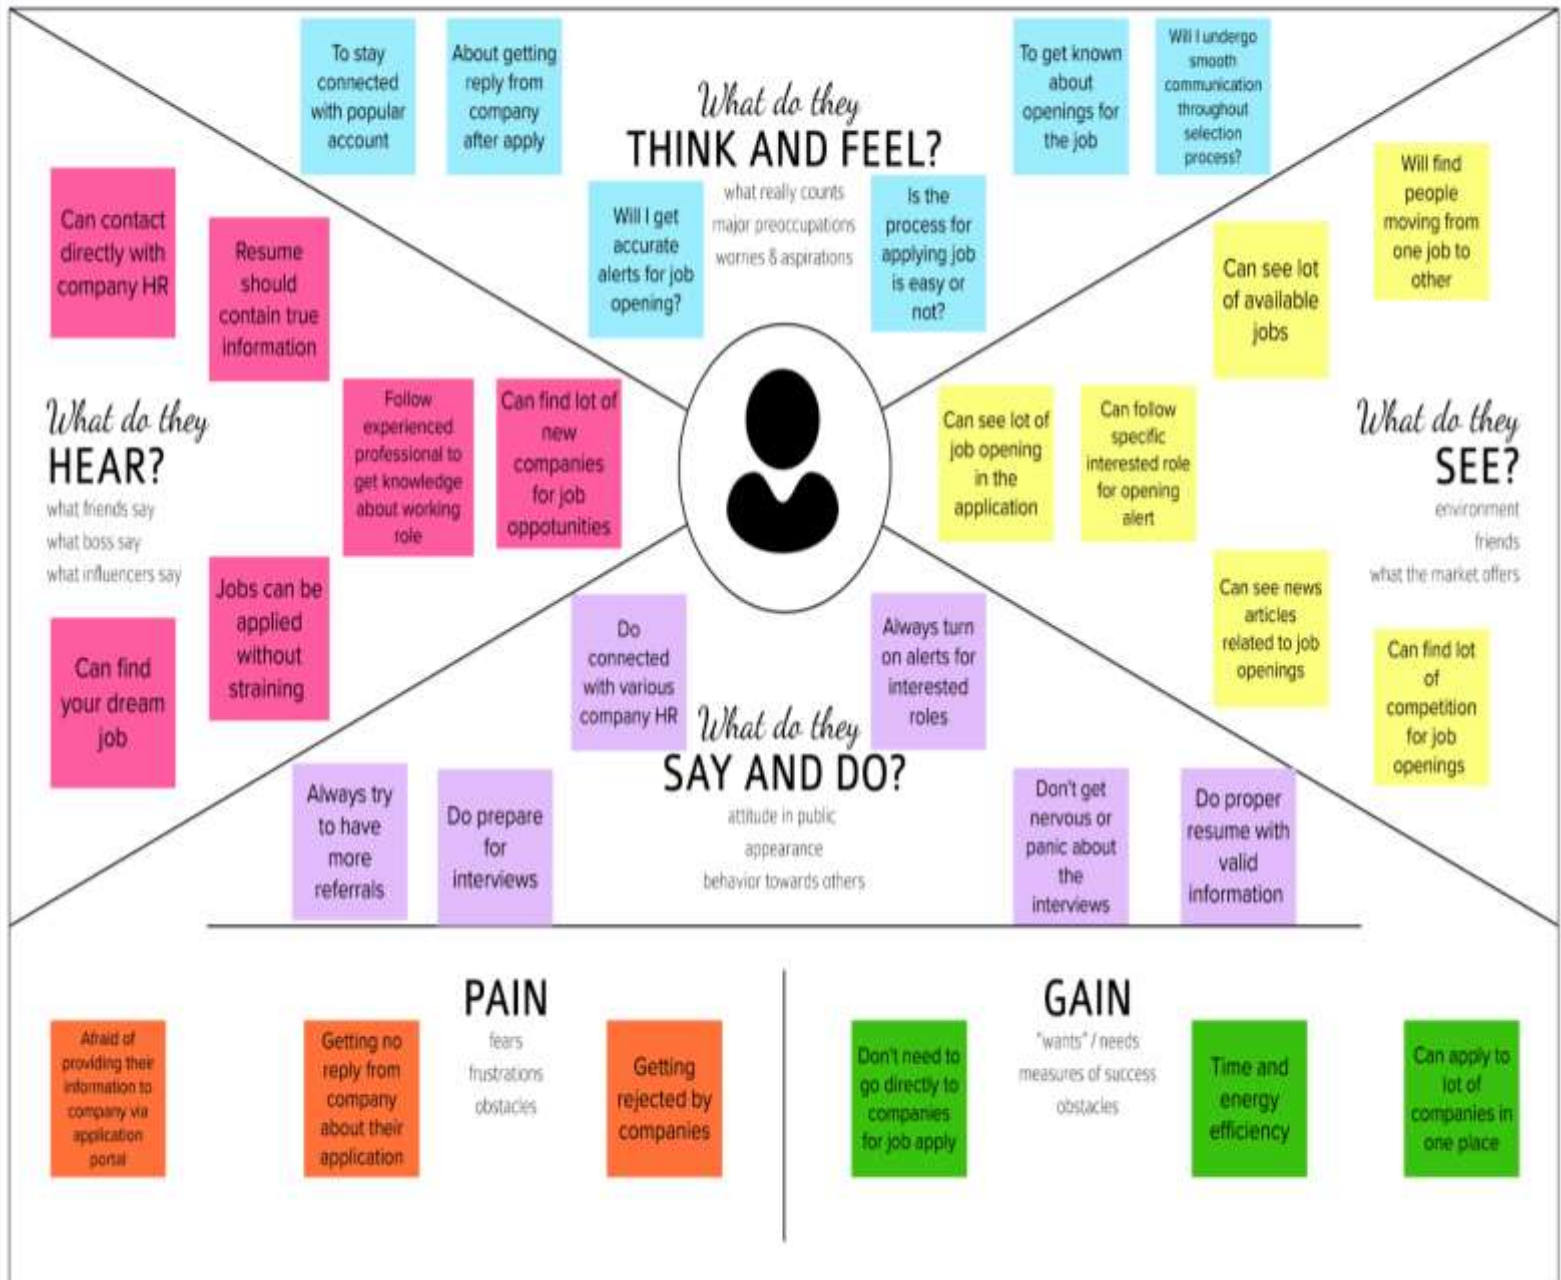 To stay
connected
with popular
account
About getting
reply from
company
after apply
What do they
THINK AND FEEL?
what really counts
major preoccupations
worries & aspirations
Will I get
accurate
alerts for job
opening?
Is the
process for
applying job
is easy or
not?
To get known
about
openings for
the job
Will I undergo
smooth
communication
throughout
selection
process?
Can contact
directly with
company HR
Resume
should
contain true
information
Follow
experienced
professional to
get knowledge
about working
role
Can find lot of
new
companies
for job
oppotunities
What do they
HEAR?
what friends say
what boss say
what influencers say
Jobs can be
applied
without
straining
Can find
your dream
job
Will find
people
moving from
one job to
other
Can see lot
of available
jobs
Can see lot of
job opening
in the
application
Can follow
specific
interested role
for opening
alert
What do they
SEE?
environment
friends
what the market offers
Can see news
articles
related to job
openings
Can find lot
of
competition
for job
openings
Do
connected
with various
company HR
Always turn
on alerts for
interested
roles
What do they
SAY AND DO?
attitude in public
appearance
behavior towards others
Always try
to have
more
referrals
Do prepare
for
interviews
Don't get
nervous or
panic about
the
interviews
Do proper
resume with
valid
information
PAIN
fears
frustrations
obstacles
Afraid of
providing their
information to
company via
application
portal
Getting no
reply from
company
about their
application
Getting
rejected by
companies
GAIN
"wants" / needs
measures of success
obstacles
Don't need to
go directly to
companies
for job apply
Time and
energy
efficiency
Can apply to
lot of
companies in
one place